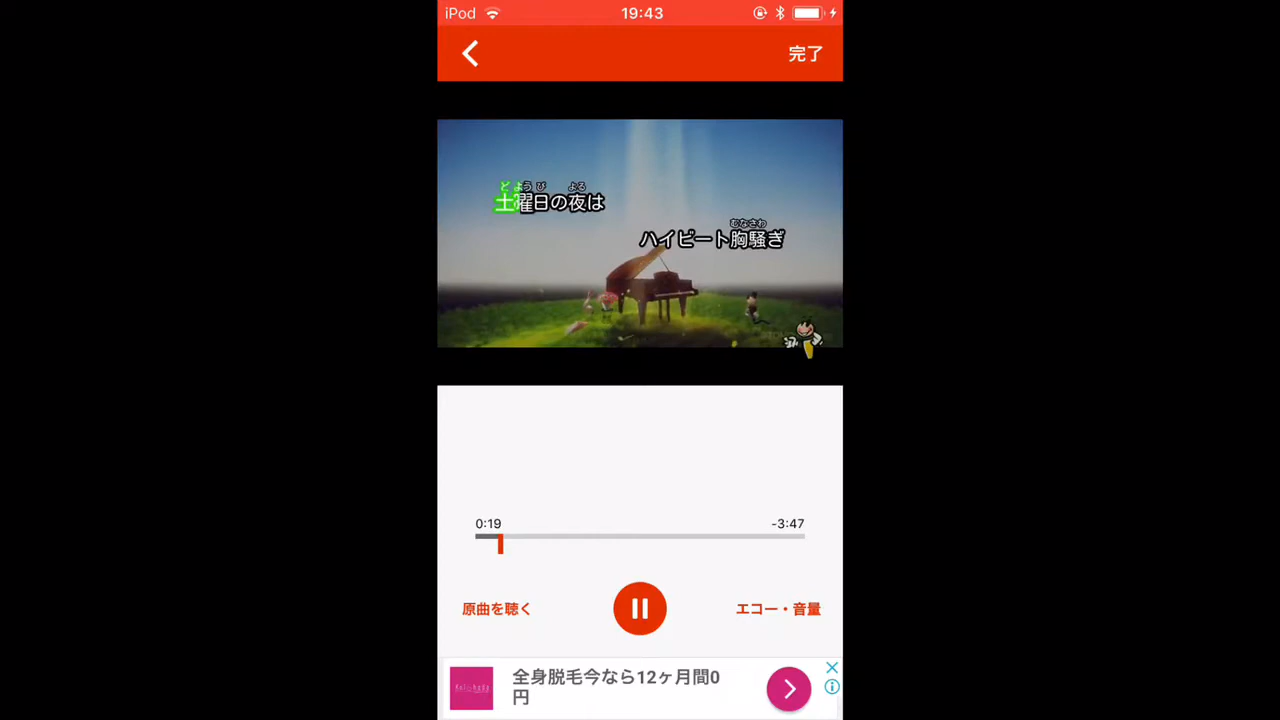 iPod
19:43
完了
どようび よる
土曜日の夜は
むなさわ
ハイビート胸騒ぎ
0:19
-3:47
原曲を聴く
エコー・音量
全身脱毛今なら12ヶ月間0
円